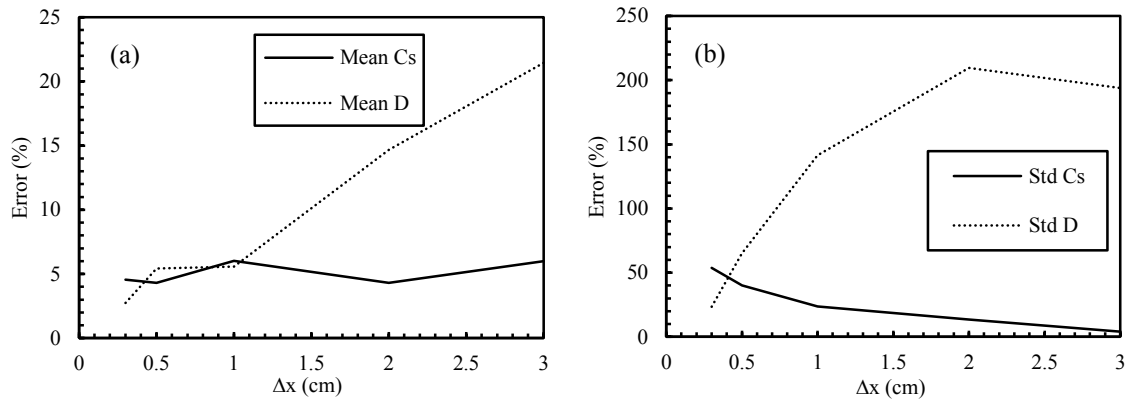 25
20
15
10
5
0
Error (%)
(a)
Mean Cs
Mean D
0 0.5 1 1.5 2 2.5 3
Δx (cm)
250
200
150
100
50
0
Error (%)
(b)
Std Cs
Std D
0 0.5 1 1.5 2 2.5 3
Δx (cm)